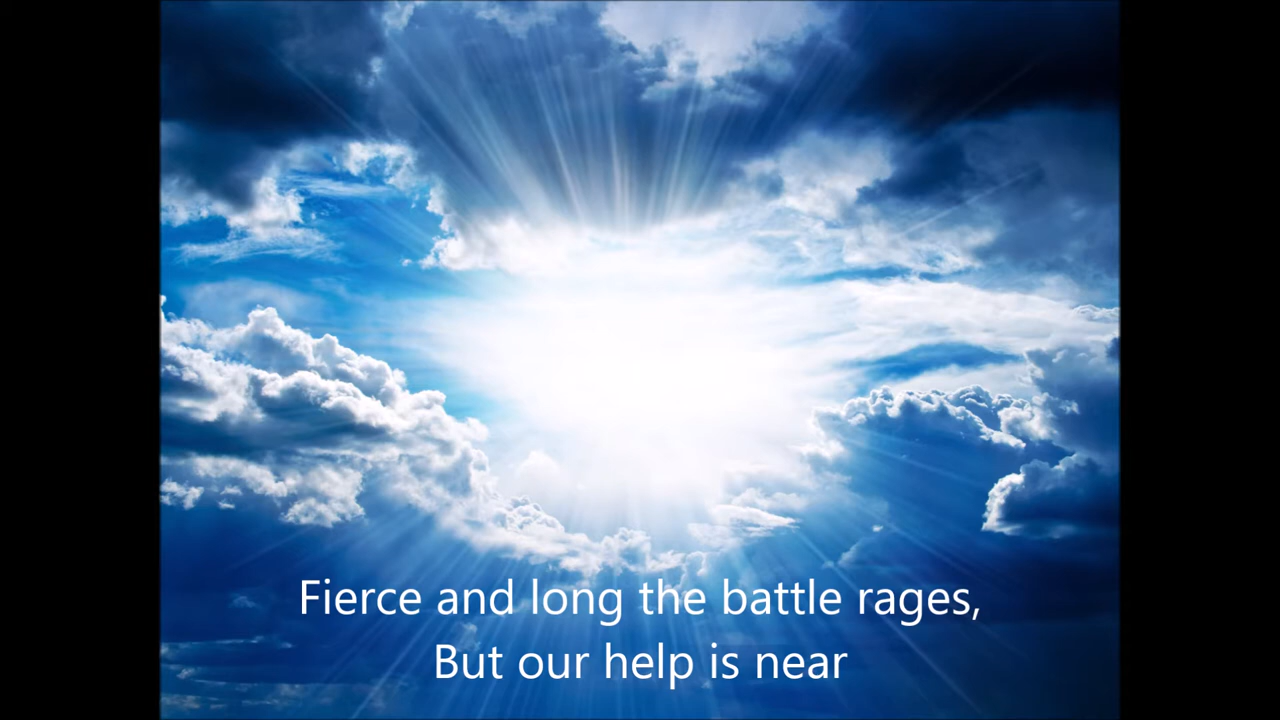 Fierce and long the battle rages,
But our help is near